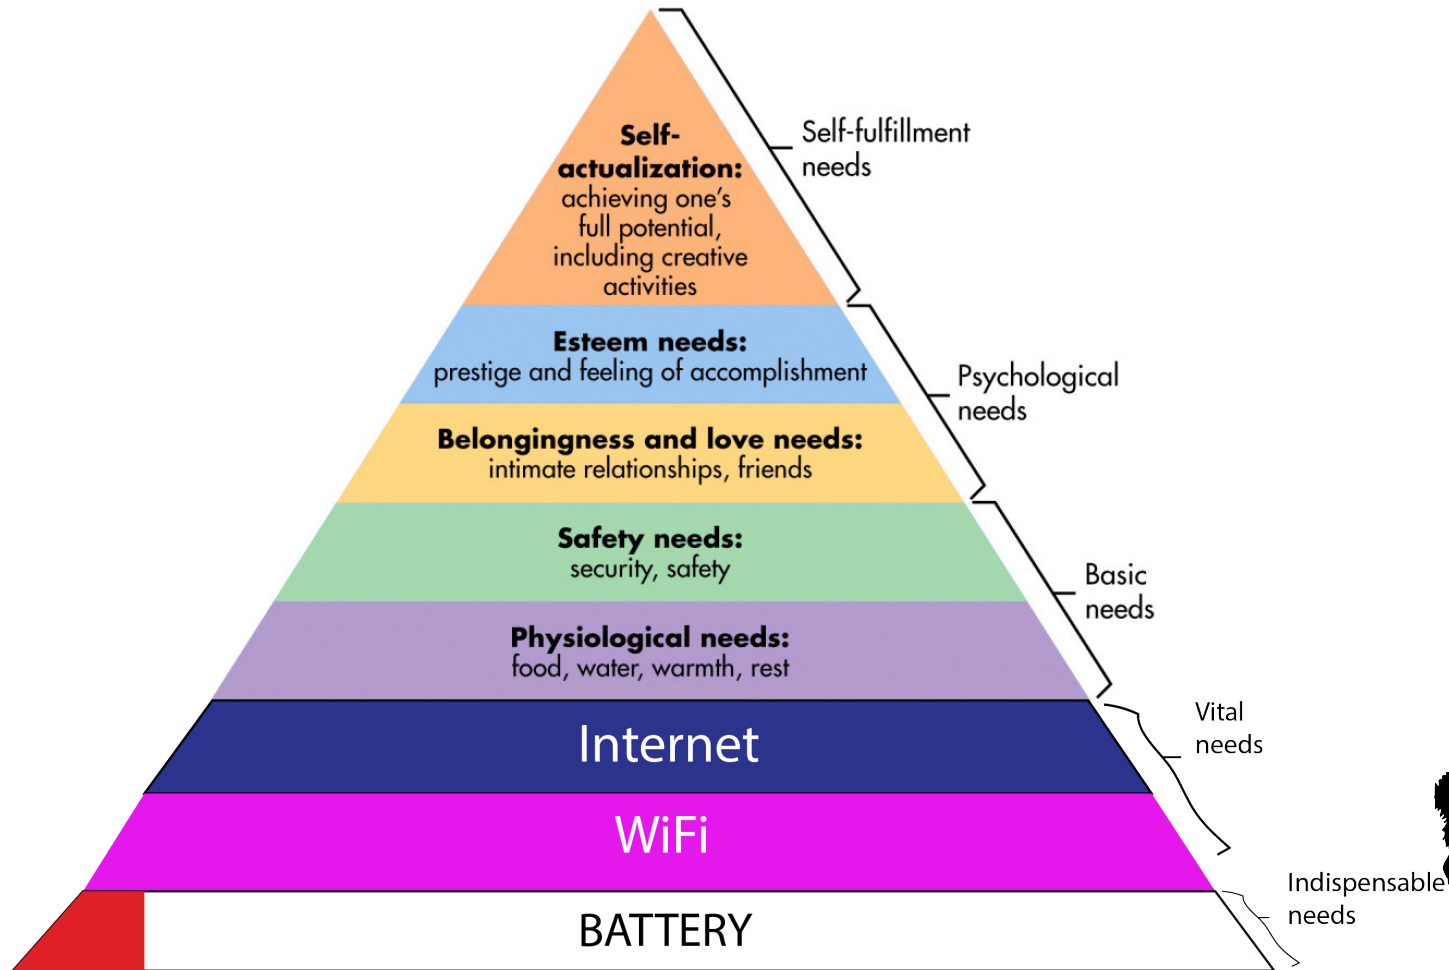 Self-
actualization:
achieving one's
full potential,
including creative
activities
Self-fulfillment
needs
Esteem needs:
prestige and feeling of accomplishment
Psychological
needs
Belongingness and love needs:
intimate relationships, friends
Safety needs:
security, safety
Basic
needs
Physiological needs:
food, water, warmth, rest
Internet
Vital
needs
WiFi
BATTERY
Indispensable
needs